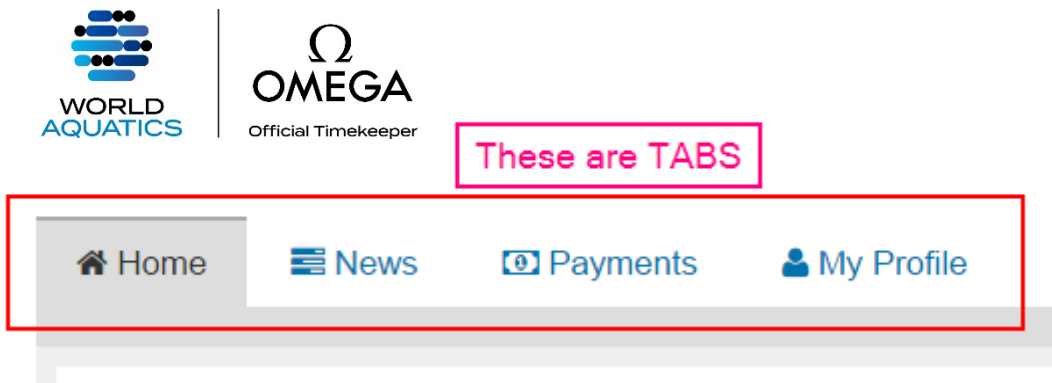 WORLD
AQUATICS
Ω
OMEGA
Official Timekeeper
These are TABS
Home News Payments My Profile